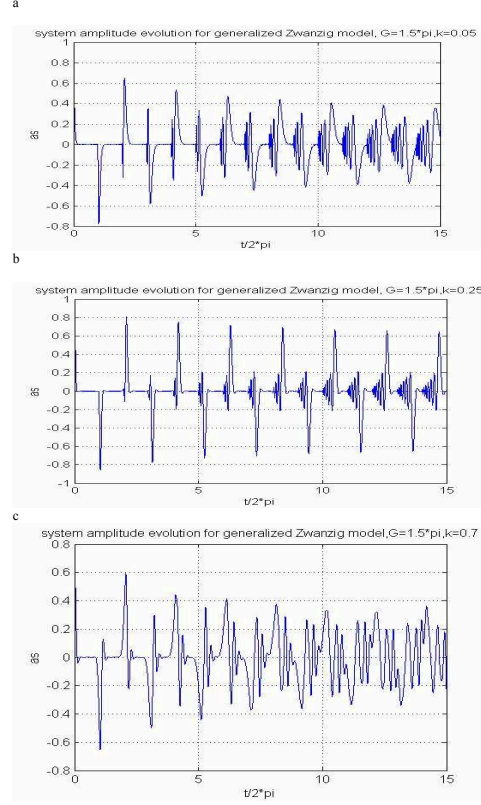 a
system amplitude evolution for generalized Zwanzig model, G=1.5*pi,k=0.05
1
0.8
0.6
0.4
0.2
0
-0.2
-0.4
-0.6
-0.8
as
0 5 10 15
t/2*pi
b
system amplitude evolution for generalized Zwanzig model, G=1.5*pi,k=0.25
1
0.8
0.6
0.4
0.2
0
-0.2
-0.4
-0.6
-0.8
-1
as
0 5 10 15
t/2*pi
c
system amplitude evolution for generalized Zwanzig model,G=1.5*pi,k=0.7
0.8
0.6
0.4
0.2
0
-0.2
-0.4
-0.6
-0.8
as
0 5 10 15
t/2*pi